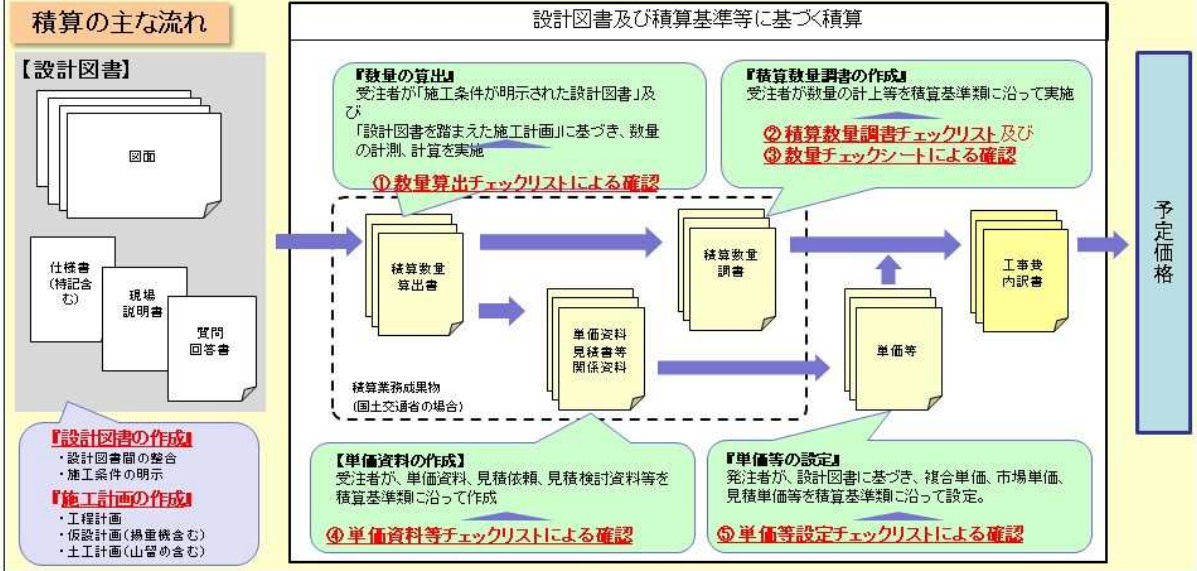 積算の主な流れ
設計図書及び積算基準等に基づく積算
【設計図書】
図面
仕様書
(特記含
む)
現場
説明書
質問
回答書
『設計図書の作成』
・設計図書間の整合
・施工条件の明示
『施工計画の作成』
・工程計画
・仮設計画(揚重機含む)
・土工計画(山留め含む)
『数量の算出』
受注者が「施工条件が明示された設計図書」及
び
「設計図書を踏まえた施工計画」に基づき、数量
の計測、計算を実施
①数量算出チェックリストによる確認
『積算数量調書の作成』
受注者が数量の計上等を積算基準類に沿って実施
②積算数量調書チェックリスト及び
③数量チェックシートによる確認
積算数量
算出書
積算数量
調書
単価資料
見積書等
関係資料
積算業務成果物
(国土交通省の場合)
単価等
工事費
内訳書
予定価格
【単価資料の作成】
受注者が、単価資料、見積依頼、見積検討資料等を
積算基準類に沿って作成
④単価資料等チェックリストによる確認
『単価等の設定』
発注者が、設計図書に基づき、複合単価、市場単価、
見積単価等を積算基準類に沿って設定。
⑤単価等設定チェックリストによる確認